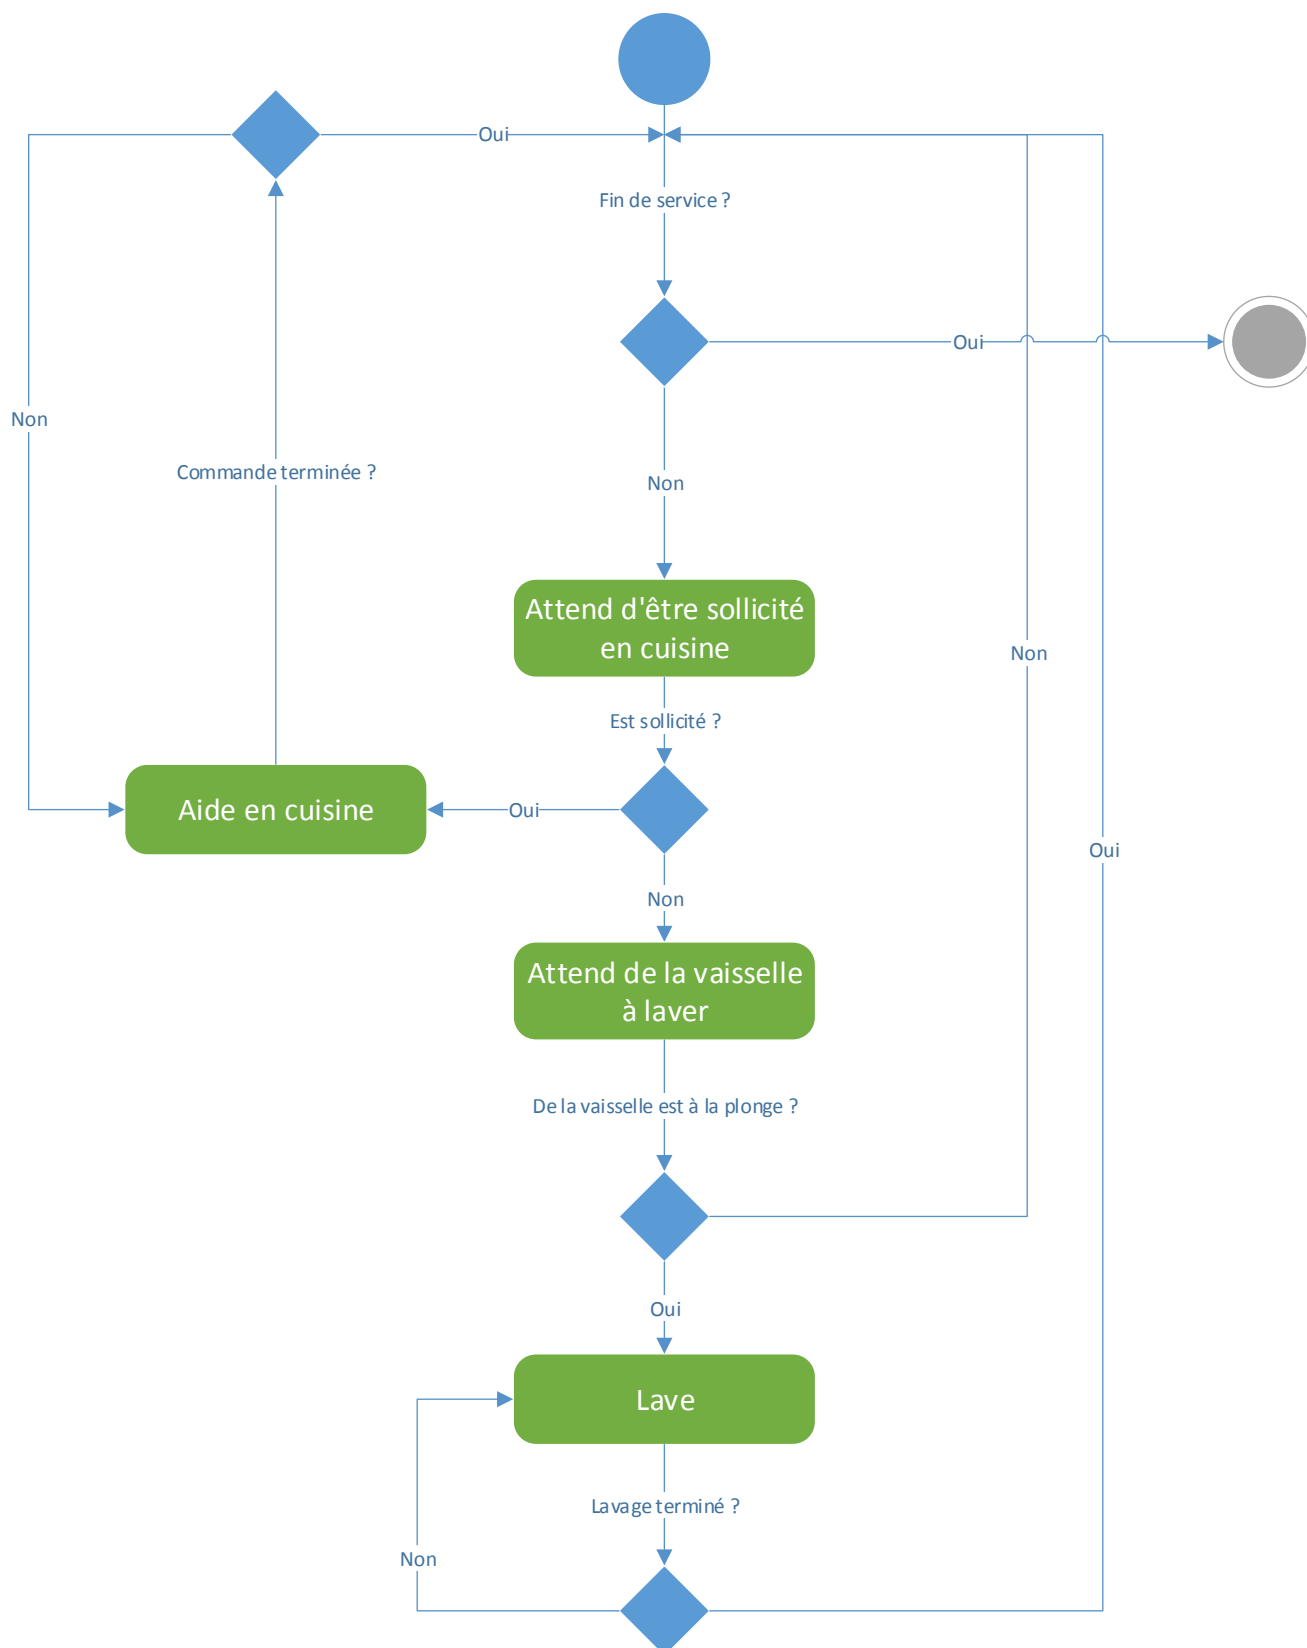 Oui
Fin de service ?
Oui
Non
Commande terminée ?
Non
Attend d'être sollicité
en cuisine
Non
Est sollicité ?
Aide en cuisine
Oui
Oui
Non
Attend de la vaisselle
à laver
De la vaisselle est à la plonge ?
Oui
Lave
Lavage terminé ?
Non